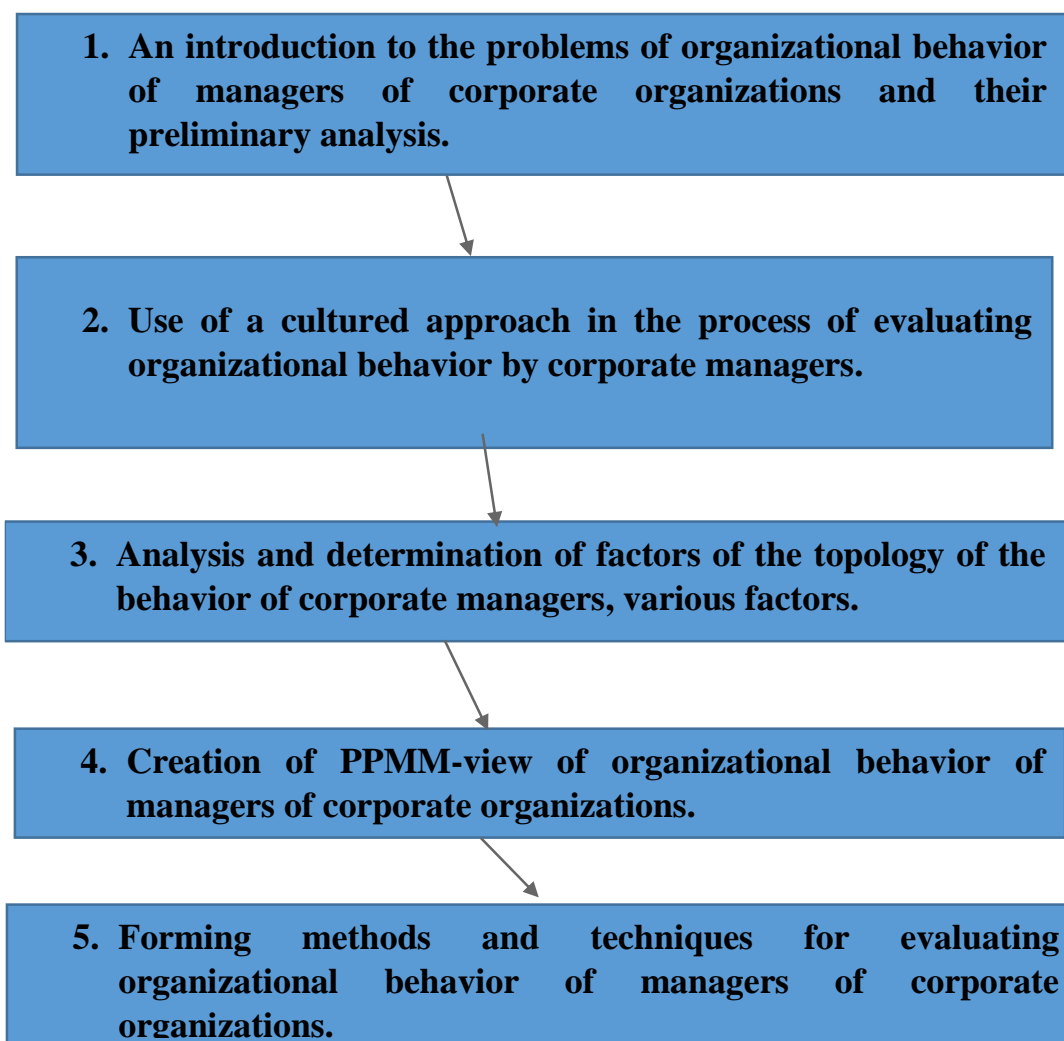 1. An introduction to the problems of organizational behavior
of managers of corporate organizations and their
preliminary analysis.
2. Use of a cultured approach in the process of evaluating
organizational behavior by corporate managers.
3. Analysis and determination of factors of the topology of the
behavior of corporate managers, various factors.
4. Creation of PPMM-view of organizational behavior of
managers of corporate organizations.
5. Forming methods and techniques for evaluating
organizational behavior of managers of corporate
organizations.